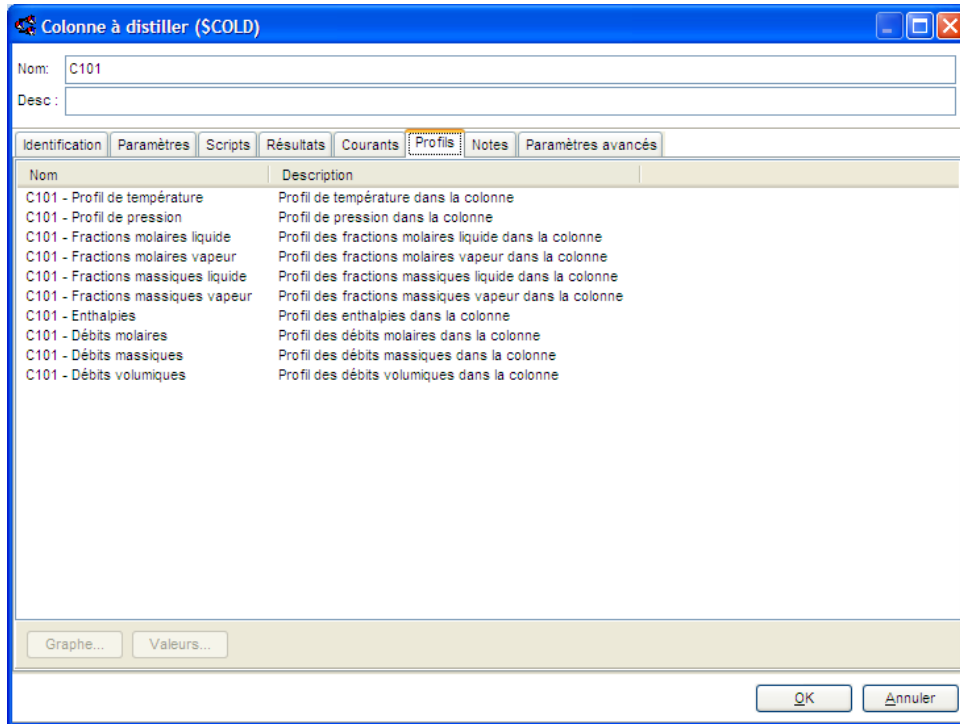 Colonne à distiller ($COLD)
Nom: C101
Desc :
Identification Paramètres Scripts Résultats Courants Profils Notes Paramètres avancés
Nom Description
C101 - Profil de température Profil de température dans la colonne
C101 - Profil de pression Profil de pression dans la colonne
C101 - Fractions molaires liquide Profil des fractions molaires liquide dans la colonne
C101 - Fractions molaires vapeur Profil des fractions molaires vapeur dans la colonne
C101 - Fractions massiques liquide Profil des fractions massiques liquide dans la colonne
C101 - Fractions massiques vapeur Profil des fractions massiques vapeur dans la colonne
C101 - Enthalpies Profil des enthalpies dans la colonne
C101 - Débits molaires Profil des débits molaires dans la colonne
C101 - Débits massiques Profil des débits massiques dans la colonne
C101 - Débits volumiques Profil des débits volumiques dans la colonne
Graphe... Valeurs...
OK Annuler